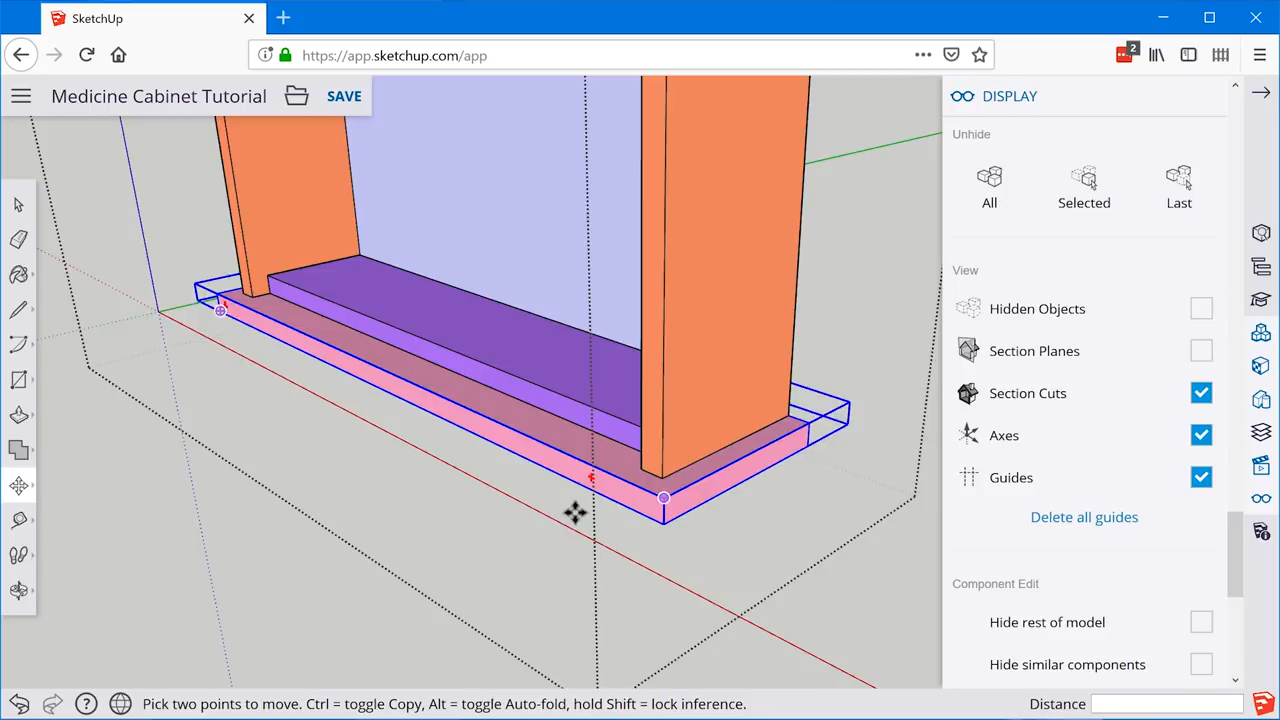 SketchUp
2
https://app.sketchup.com/app
Medicine Cabinet Tutorial
SAVE
DISPLAY
Unhide
All
Selected
Last
View
Hidden Objects
Section Planes
Section Cuts
Axes
Guides
Delete all guides
Component Edit
Hide rest of model
Hide similar components
Pick two points to move. Ctrl = toggle Copy, Alt = toggle Auto-fold, hold Shift = lock inference.
Distance